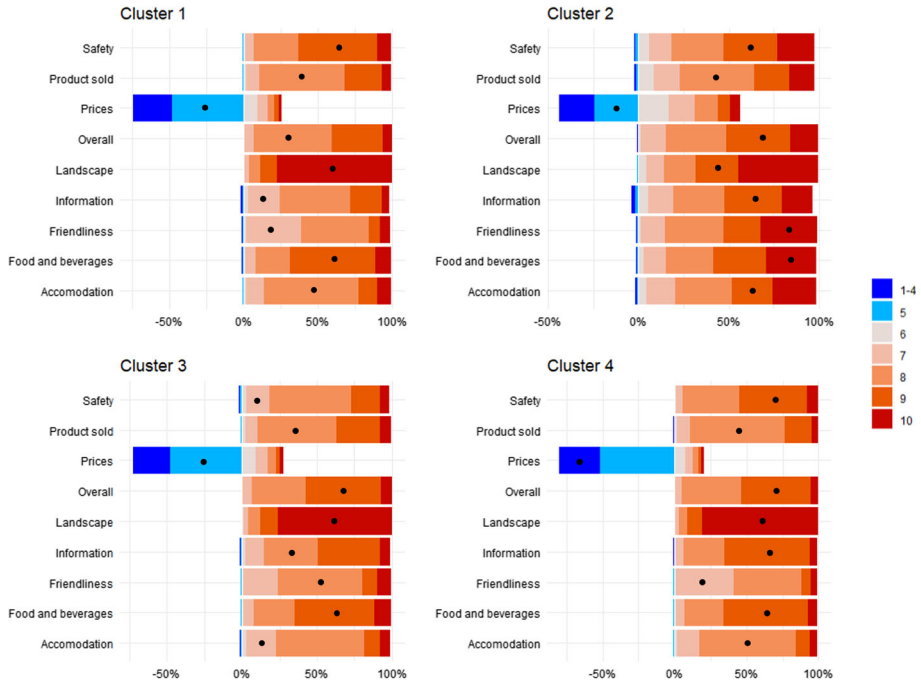 Cluster 1
Safety
Product sold
Prices
Overall
Landscape
Information
Friendliness
Food and beverages
Accomodation
-50% 0% 50% 100%
Cluster 2
Safety
Product sold
Prices
Overall
Landscape
Information
Friendliness
Food and beverages
Accomodation
-50% 0% 50% 100%
1-4
5
6
7
8
9
10
Cluster 3
Safety
Product sold
Prices
Overall
Landscape
Information
Friendliness
Food and beverages
Accomodation
-50% 0% 50% 100%
Cluster 4
Safety
Product sold
Prices
Overall
Landscape
Information
Friendliness
Food and beverages
Accomodation
-50% 0% 50% 100%